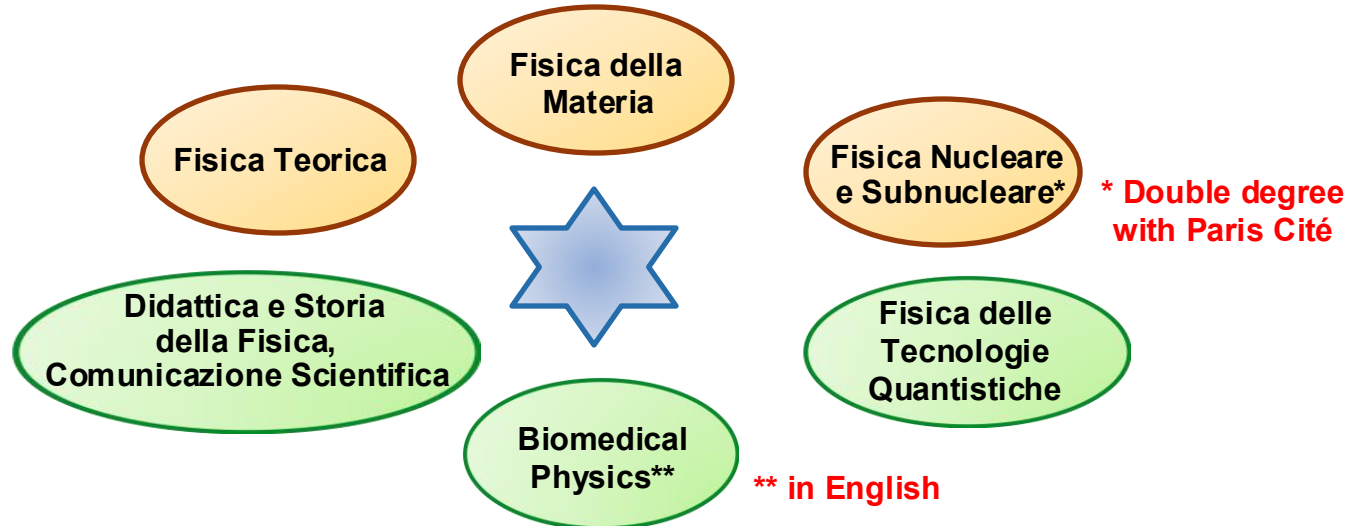 Fisica della
Materia
Fisica Teorica
Fisica Nucleare
e Subnucleare*
* Double degree
with Paris Cité
Didattica e Storia
della Fisica,
Comunicazione Scientifica
Fisica delle
Tecnologie
Quantistiche
Biomedical
Physics**
** in English